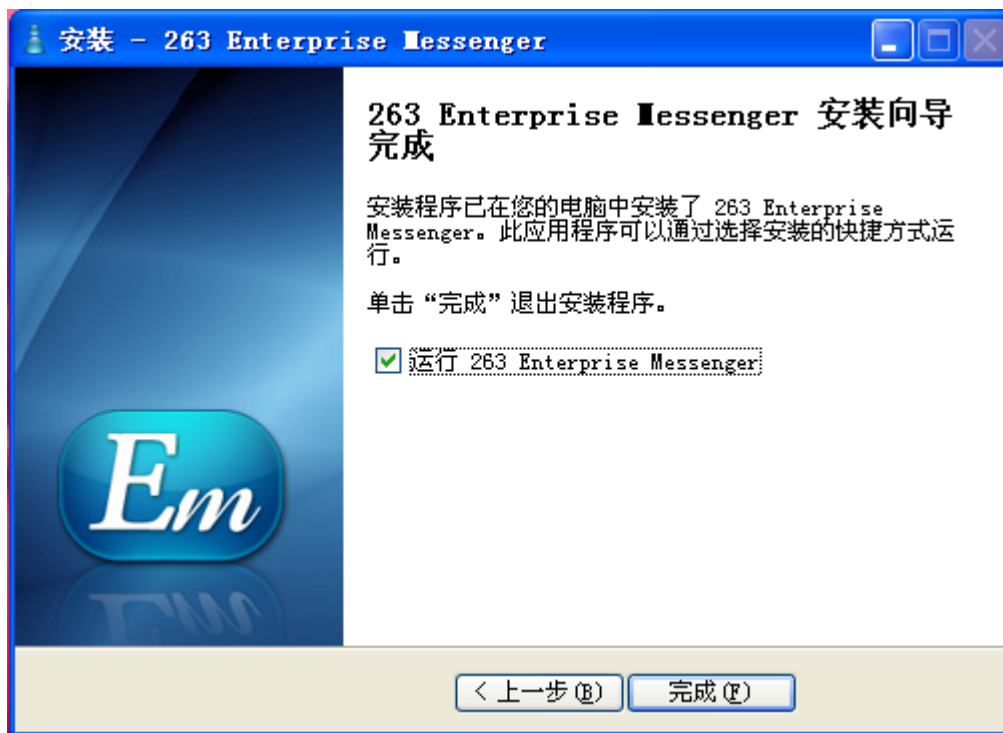 安装 - 263 Enterprise Messenger
263 Enterprise Messenger 安装向导
完成
安装程序已在您的电脑中安装了 263 Enterprise
Messenger。此应用程序可以通过选择安装的快捷方式运
行。
单击“完成”退出安装程序。
运行 263 Enterprise Messenger
Em
< 上一步(B)
完成(F)